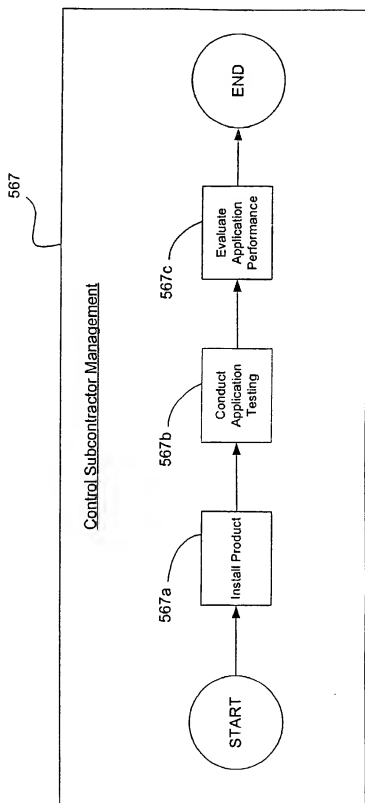 567
Control Subcontractor Management
START
567a
Install Product
567b
Conduct
Application
Testing
567c
Evaluate
Application
Performance
END